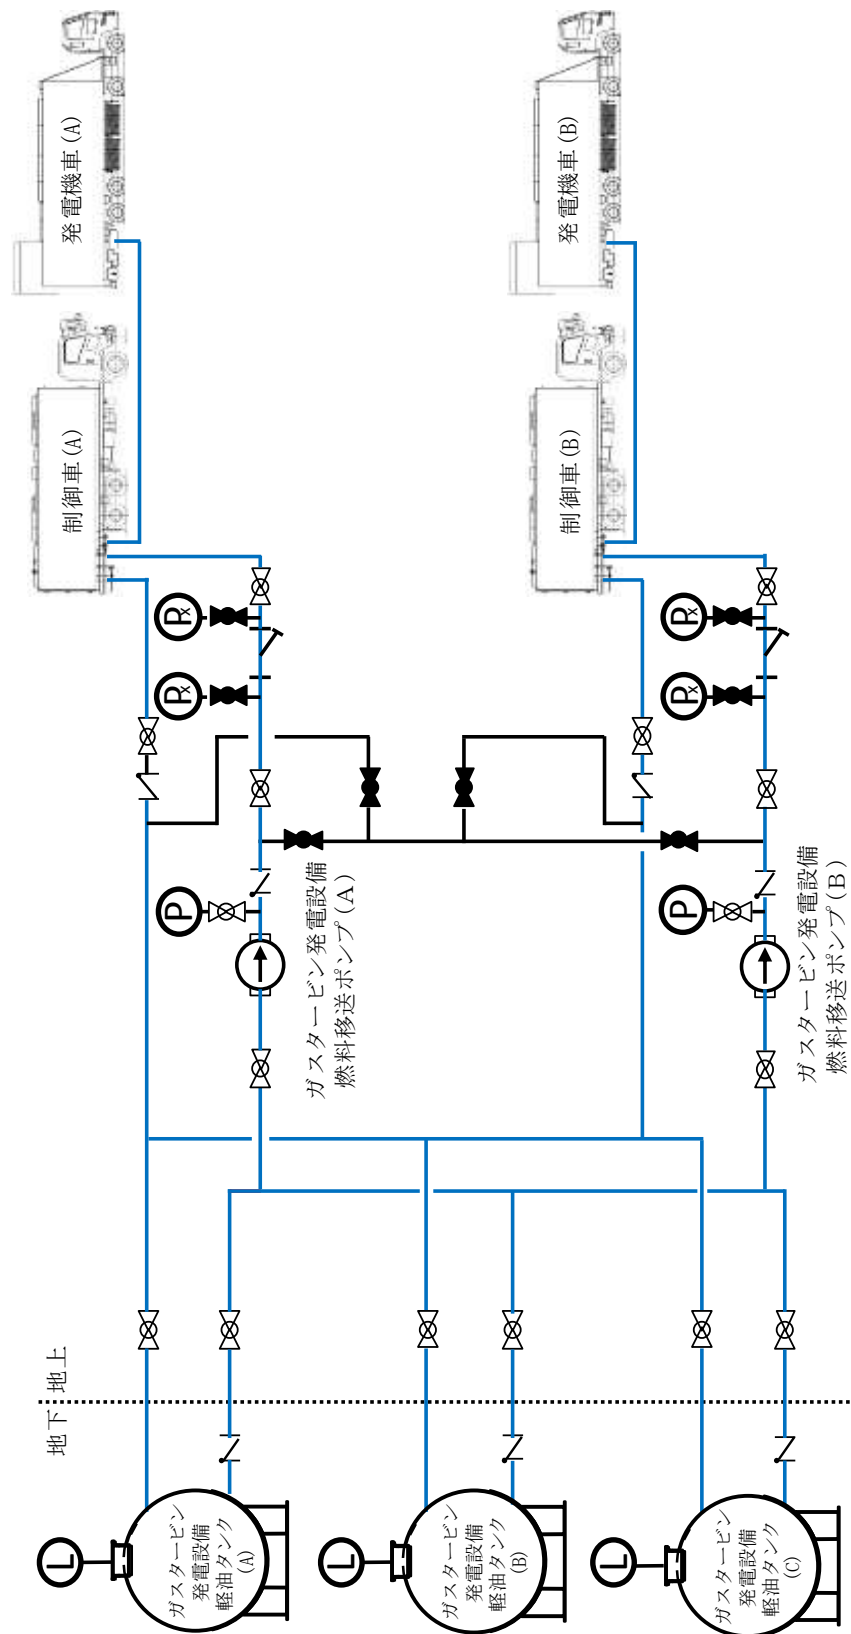 発電機車(A)
発電機車(B)
制御車(A)
制御車(B)
Px
Px
Px
Px
P
P
ガスタービン発電設備
燃料移送ポンプ(A)
ガスタービン発電設備
燃料移送ポンプ(B)
地上
地下
L
ガスタービン
発電設備
軽油タンク
(A)
L
ガスタービン
発電設備
軽油タンク
(B)
L
ガスタービン
発電設備
軽油タンク
(C)